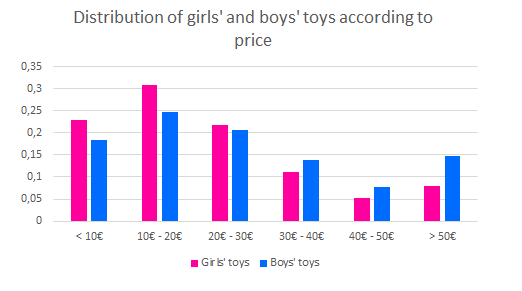 Distribution of girls' and boys' toys according to
price
0,35
0,3
0,25
0,2
0,15
0,1
0,05
0
< 10€ 10€ - 20€ 20€ - 30€ 30€ - 40€ 40€ - 50€ > 50€
Girls' toys Boys' toys